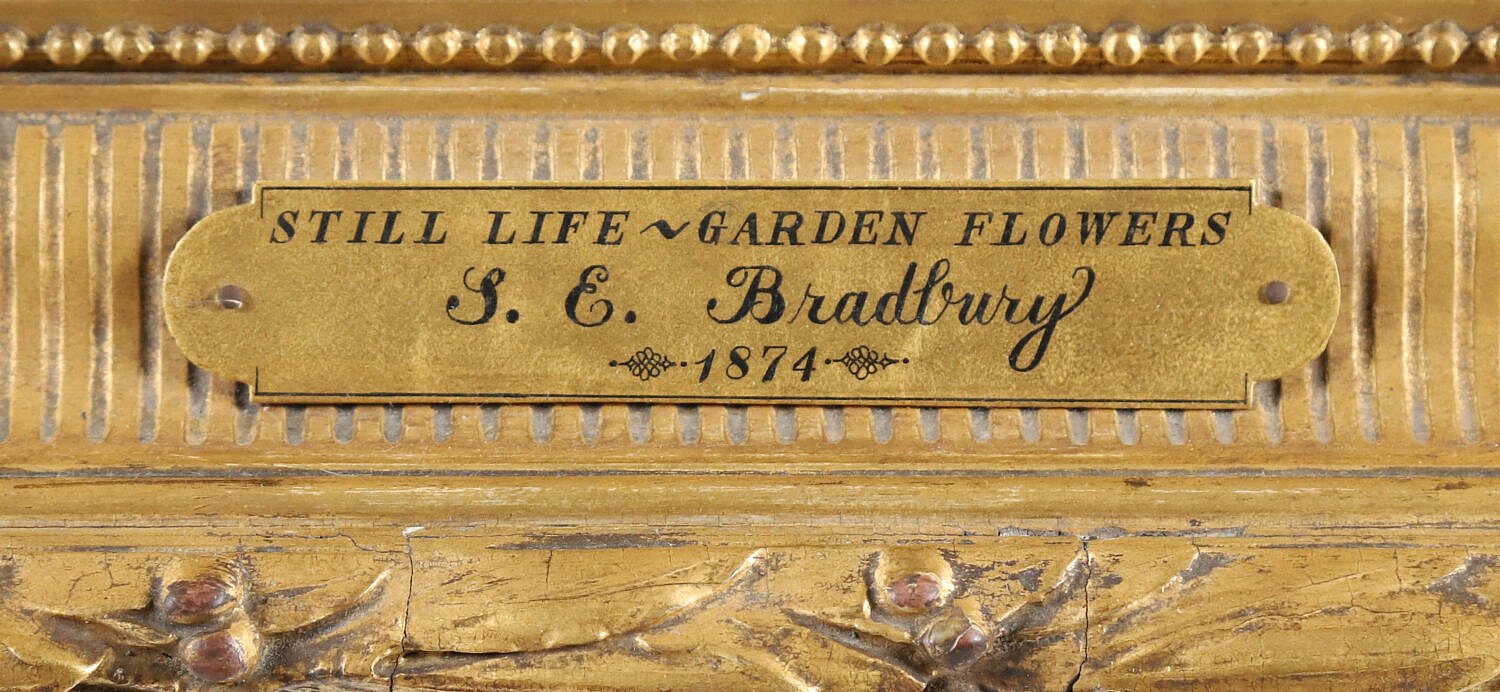 STILL LIFE ~ GARDEN FLOWERS
S. E. Bradbury
1874